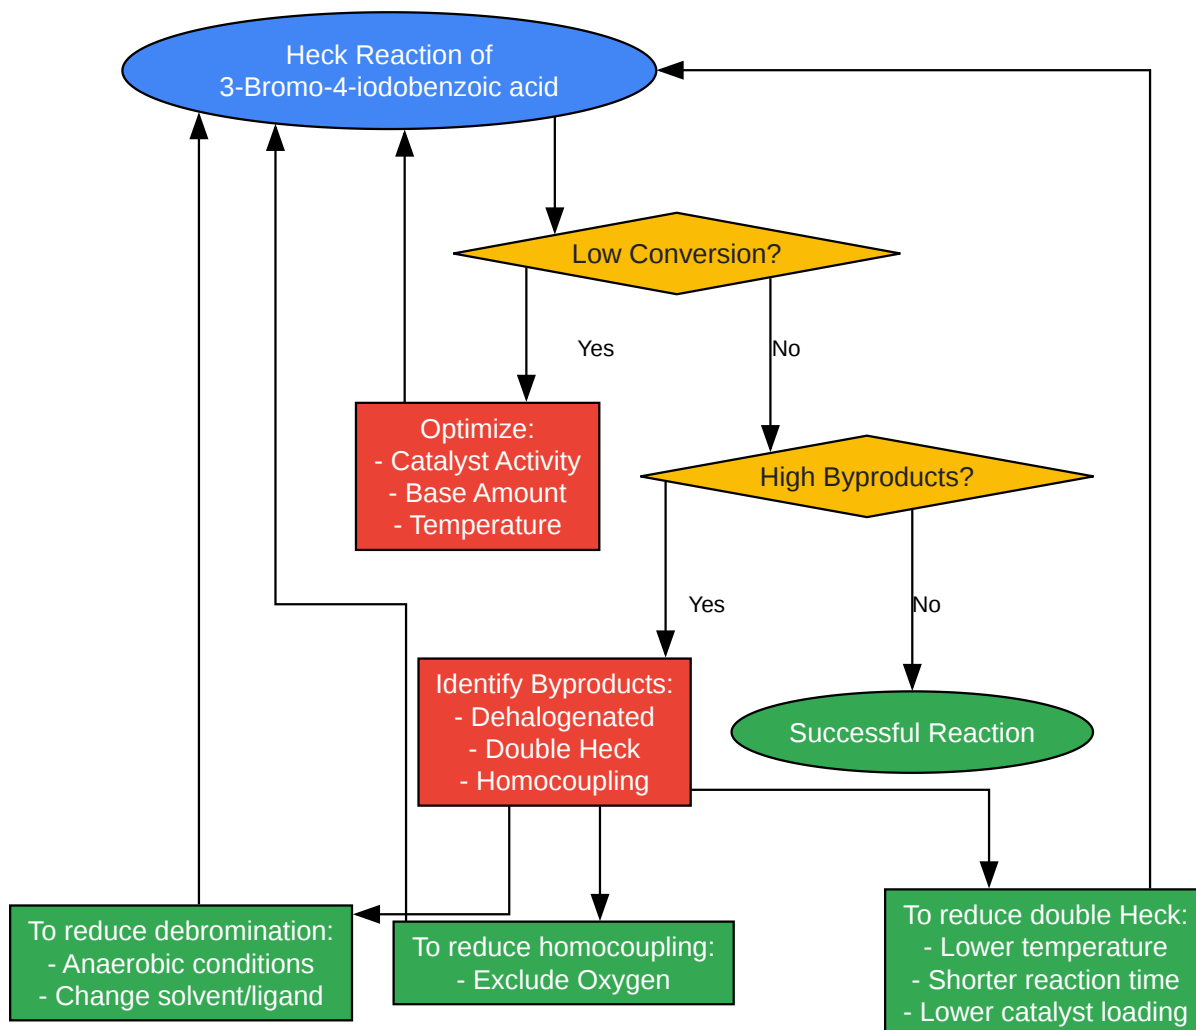 Heck Reaction of
3-Bromo-4-iodobenzoic acid
Low Conversion?
Yes
No
Optimize:
- Catalyst Activity
- Base Amount
- Temperature
High Byproducts?
Yes
No
Identify Byproducts:
- Dehalogenated
- Double Heck
- Homocoupling
Successful Reaction
To reduce debromination:
- Anaerobic conditions
- Change solvent/ligand
To reduce homocoupling:
- Exclude Oxygen
To reduce double Heck:
- Lower temperature
- Shorter reaction time
- Lower catalyst loading